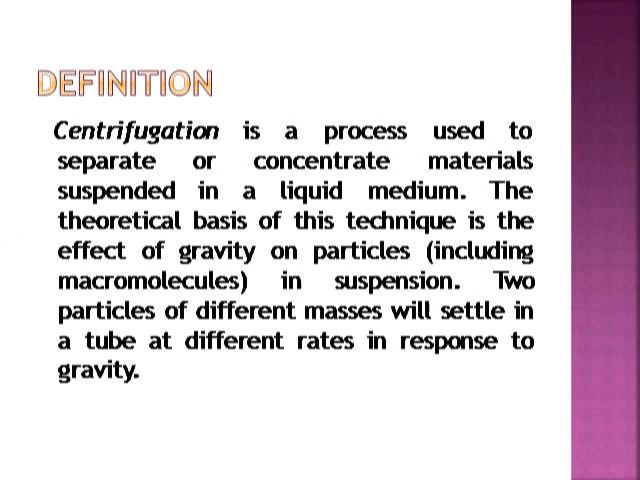 DEFINITION
Centrifugation is a process used to
separate or concentrate materials
suspended in a liquid medium. The
theoretical basis of this technique is the
effect of gravity on particles (including
macromolecules) in suspension. Two
particles of different masses will settle in
a tube at different rates in response to
gravity.